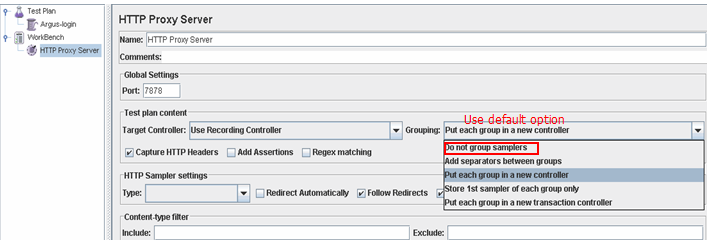 Test Plan
Argus-login
WorkBench
HTTP Proxy Server
HTTP Proxy Server
Name: HTTP Proxy Server
Comments:
Global Settings
Port: 7878
Test plan content
Use default option
Target Controller: Use Recording Controller Grouping: Put each group in a new controller
Do not group samplers
Capture HTTP Headers Add Assertions Regex matching
Add separators between groups
Put each group in a new controller
HTTP Sampler settings
Store 1st sampler of each group only
Type: Redirect Automatically Follow Redirects
Put each group in a new transaction controller
Content-type filter
Include: Exclude: